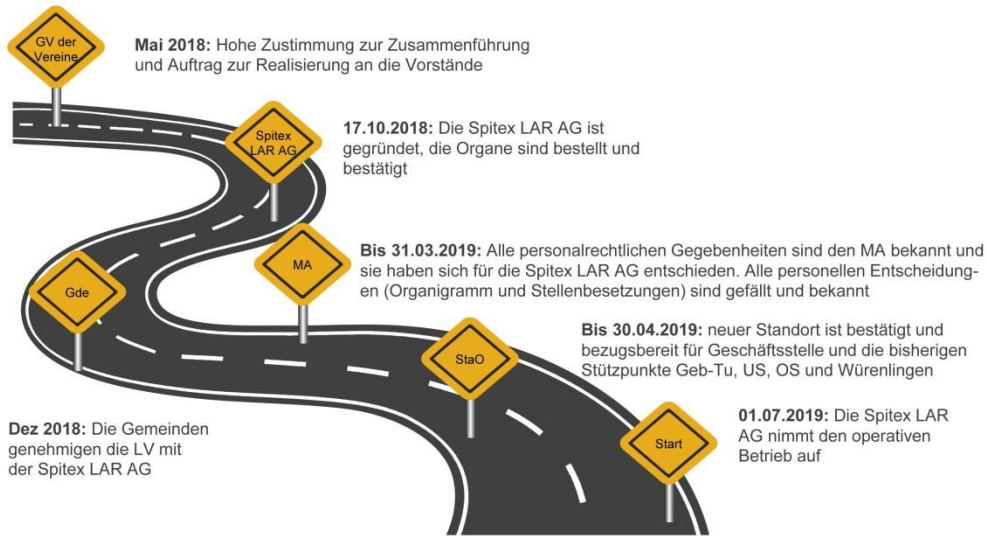 GV der
Vereine
Mai 2018: Hohe Zustimmung zur Zusammenführung
und Auftrag zur Realisierung an die Vorstände
Spitex
LAR AG
17.10.2018: Die Spitex LAR AG ist
gegründet, die Organe sind bestellt und
bestätigt
Gde
Dez 2018: Die Gemeinden
genehmigen die LV mit
der Spitex LAR AG
MA
Bis 31.03.2019: Alle personalrechtlichen Gegebenheiten sind den MA bekannt und
sie haben sich für die Spitex LAR AG entschieden. Alle personellen Entscheidung-
en (Organigramm und Stellenbesetzungen) sind gefällt und bekannt
StaO
Bis 30.04.2019: neuer Standort ist bestätigt und
bezugsbereit für Geschäftsstelle und die bisherigen
Stützpunkte Geb-Tu, US, OS und Würenlingen
Start
01.07.2019: Die Spitex LAR
AG nimmt den operativen
Betrieb auf